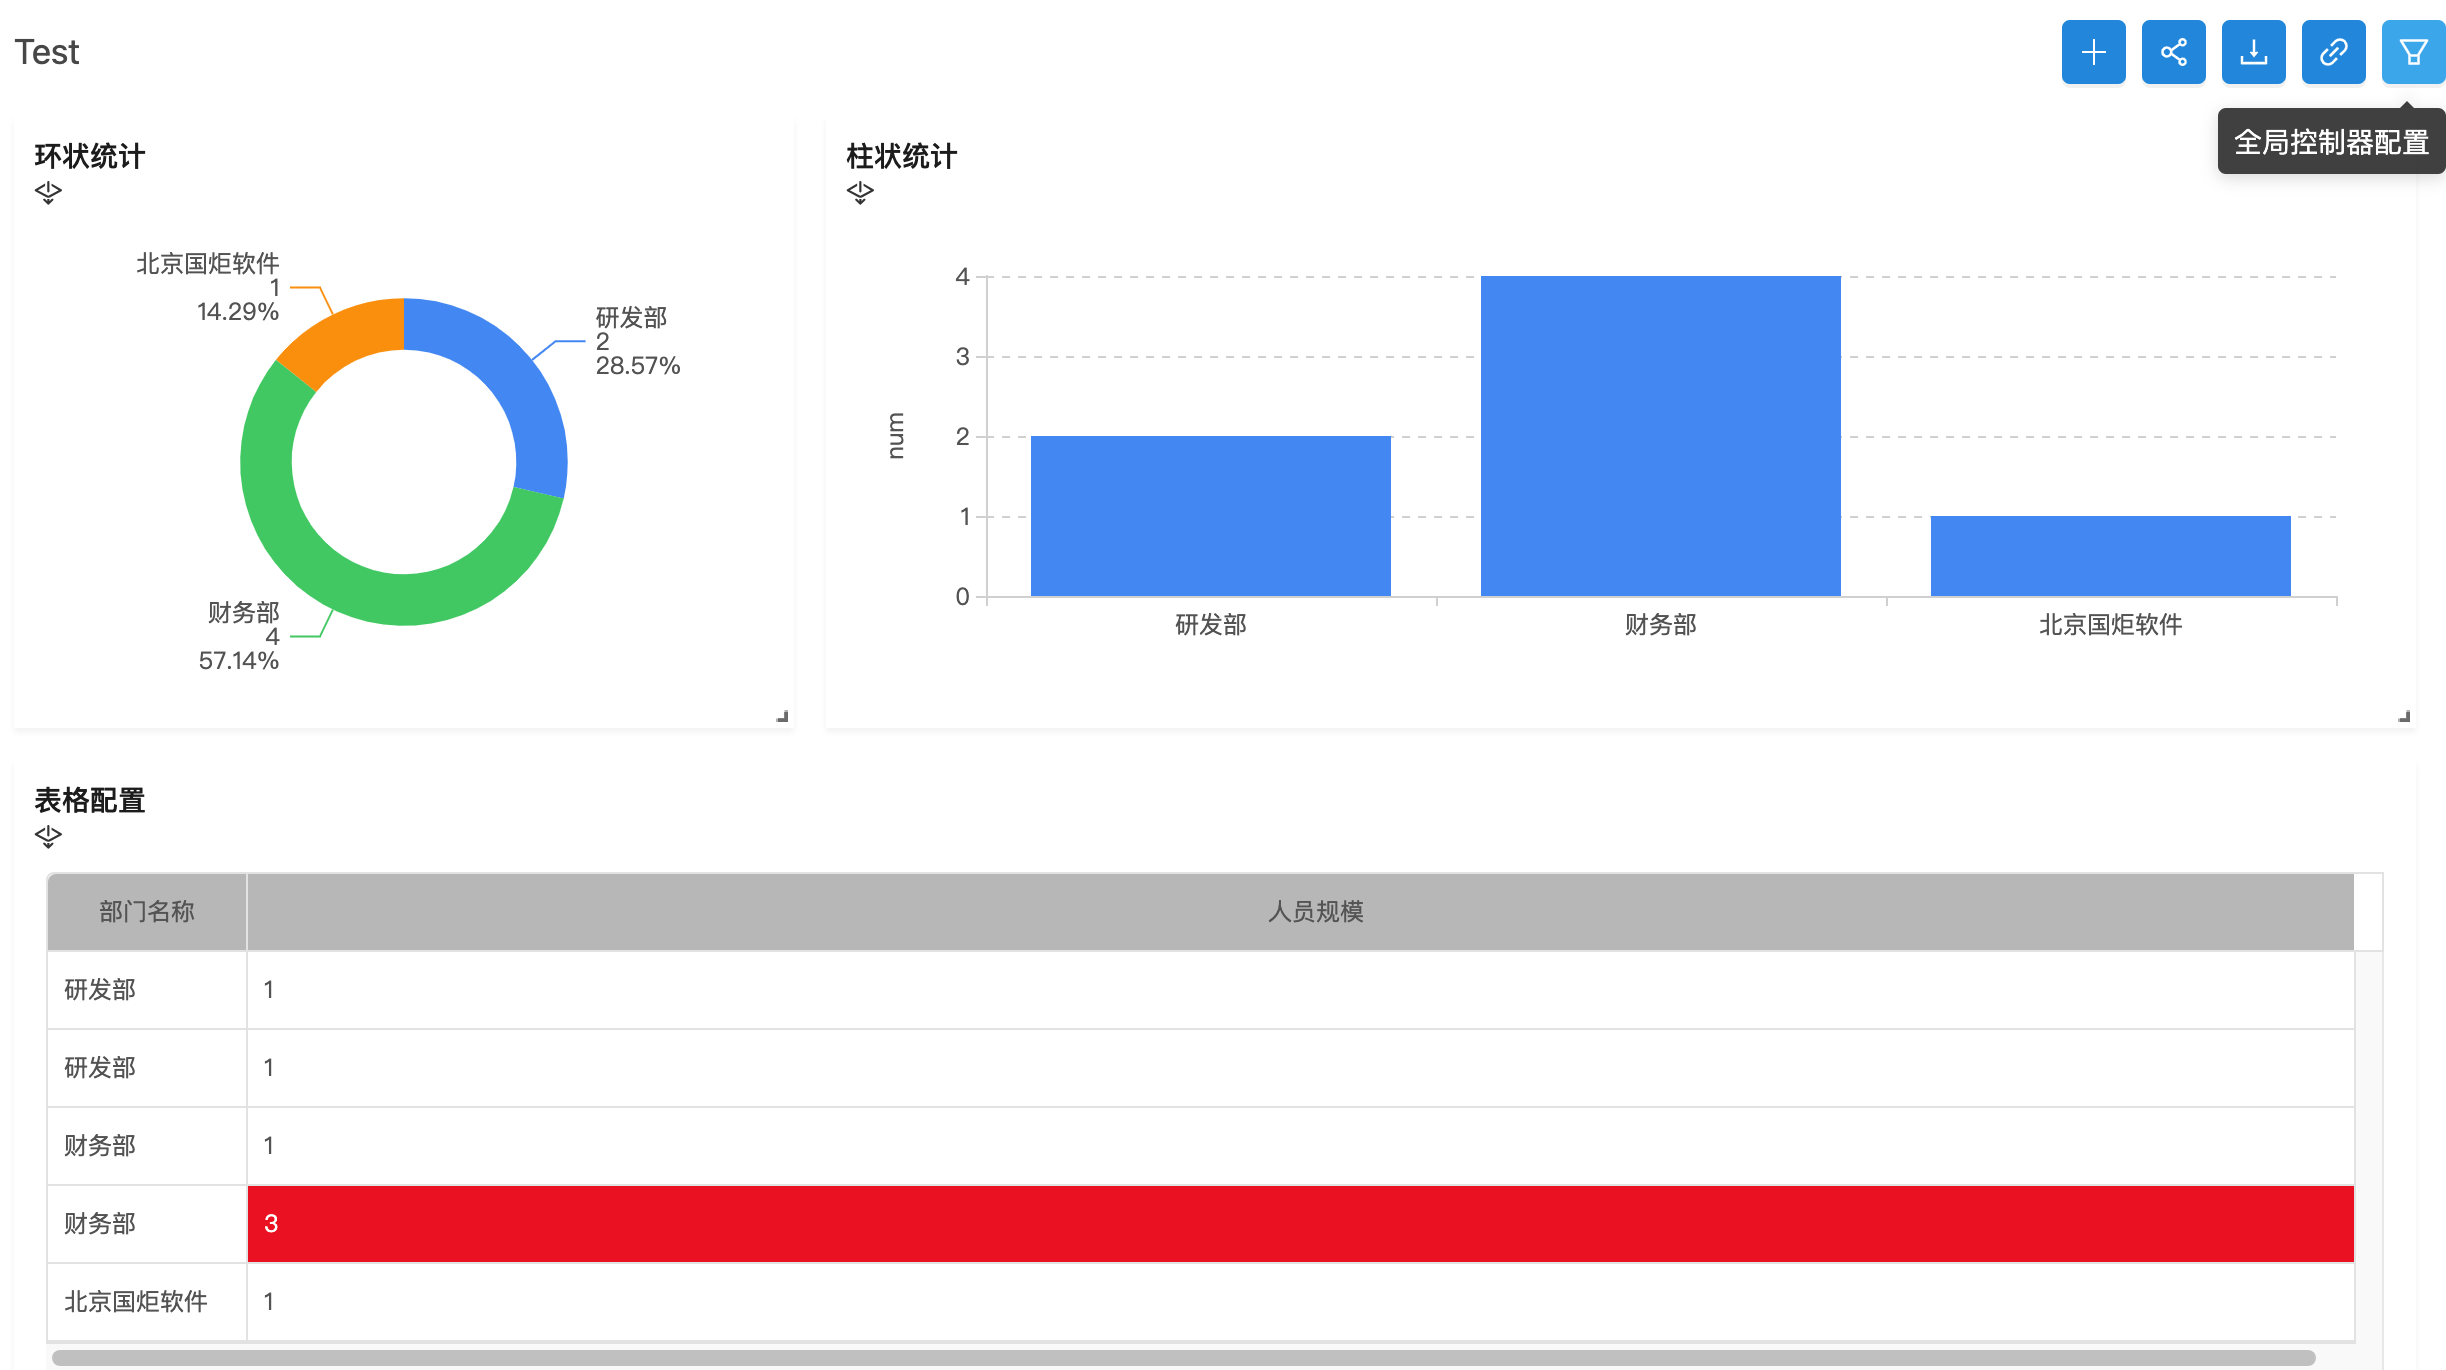 Test
全局控制器配置
环状统计
北京国炬软件
1
14.29%
研发部
2
28.57%
财务部
4
57.14%
柱状统计
num
4
3
2
1
0
研发部
财务部
北京国炬软件
表格配置
部门名称 人员规模
研发部 1
研发部 1
财务部 1
财务部 3
北京国炬软件 1